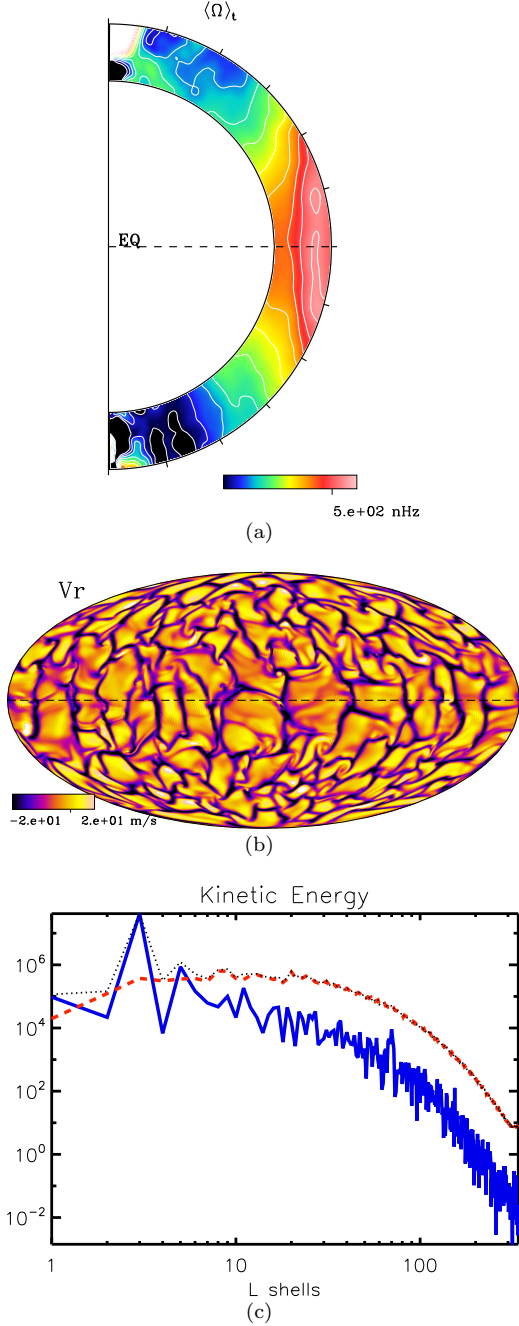 ⟨Ω⟩t
EQ
5.e+02 nHz
(a)
Vr
-2.e+01 2.e+01 m/s
(b)
Kinetic Energy
10^6
10^4
10^2
10^0
10^-2
1 10 100
L shells
(c)